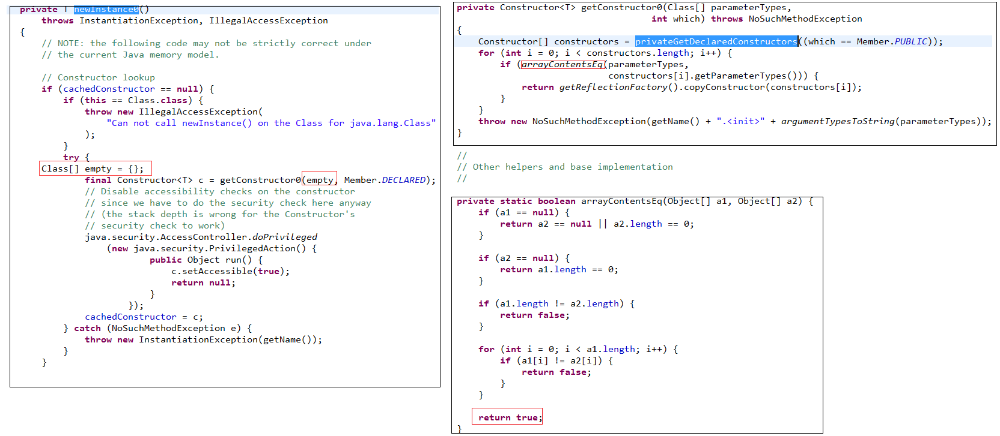 private T newInstance0()
    throws InstantiationException, IllegalAccessException
{
    // NOTE: the following code may not be strictly correct under
    // the current Java memory model.

    // Constructor lookup
    if (cachedConstructor == null) {
        if (this == Class.class) {
            throw new IllegalAccessException(
                "Can not call newInstance() on the Class for java.lang.Class"
            );
        }
        try {
    Class[] empty = {};
            final Constructor<T> c = getConstructor0(empty, Member.DECLARED);
            // Disable accessibility checks on the constructor
            // since we have to do the security check here anyway
            // (the stack depth is wrong for the Constructor's
            // security check to work)
            java.security.AccessController.doPrivileged
                (new java.security.PrivilegedAction() {
                        public Object run() {
                            c.setAccessible(true);
                            return null;
                        }
                    });
            cachedConstructor = c;
        } catch (NoSuchMethodException e) {
            throw new InstantiationException(getName());
        }
    }
private Constructor<T> getConstructor0(Class[] parameterTypes,
                                    int which) throws NoSuchMethodException
{
    Constructor[] constructors = privateGetDeclaredConstructors((which == Member.PUBLIC));
    for (int i = 0; i < constructors.length; i++) {
        if (arrayContentsEq(parameterTypes,
                            constructors[i].getParameterTypes())) {
            return getReflectionFactory().copyConstructor(constructors[i]);
        }
    }
    throw new NoSuchMethodException(getName() + ".<init>" + argumentTypesToString(parameterTypes));
}
//
// Other helpers and base implementation
//
private static boolean arrayContentsEq(Object[] a1, Object[] a2) {
    if (a1 == null) {
        return a2 == null || a2.length == 0;
    }

    if (a2 == null) {
        return a1.length == 0;
    }

    if (a1.length != a2.length) {
        return false;
    }

    for (int i = 0; i < a1.length; i++) {
        if (a1[i] != a2[i]) {
            return false;
        }
    }

    return true;
}